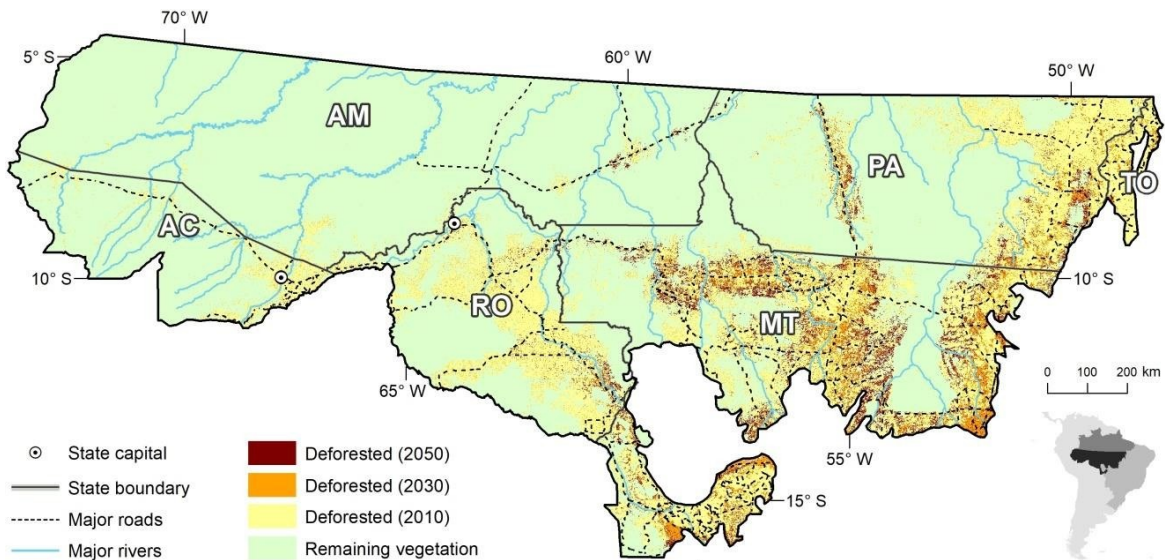 70° W
5° S
60° W
50° W
AM
PA
TO
AC
10° S
10° S
RO
MT
65° W
0 100 200 km
55° W
15° S
State capital
State boundary
Major roads
Major rivers
Deforested (2050)
Deforested (2030)
Deforested (2010)
Remaining vegetation